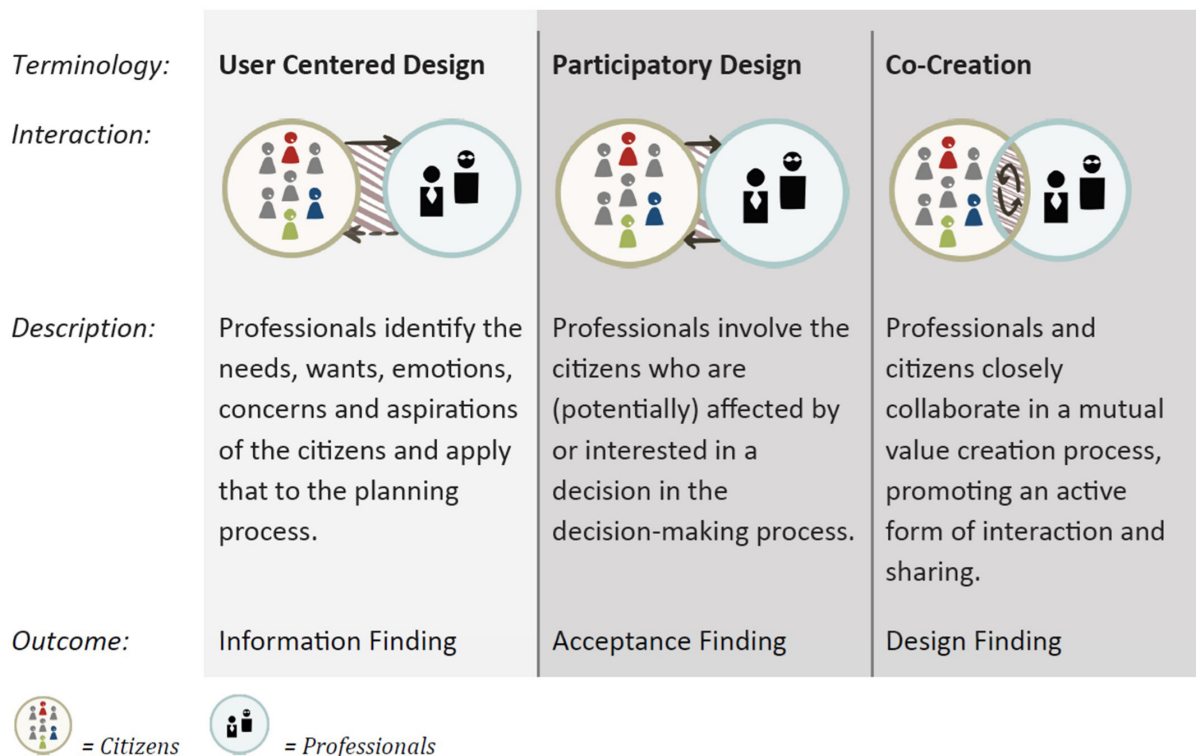 Terminology: User Centered Design Participatory Design Co-Creation
Interaction:
Description:
Professionals identify the
needs, wants, emotions,
concerns and aspirations
of the citizens and apply
that to the planning
process.
Professionals involve the
citizens who are
(potentially) affected by
or interested in a
decision in the
decision-making process.
Professionals and
citizens closely
collaborate in a mutual
value creation process,
promoting an active
form of interaction and
sharing.
Outcome: Information Finding Acceptance Finding Design Finding
= Citizens = Professionals